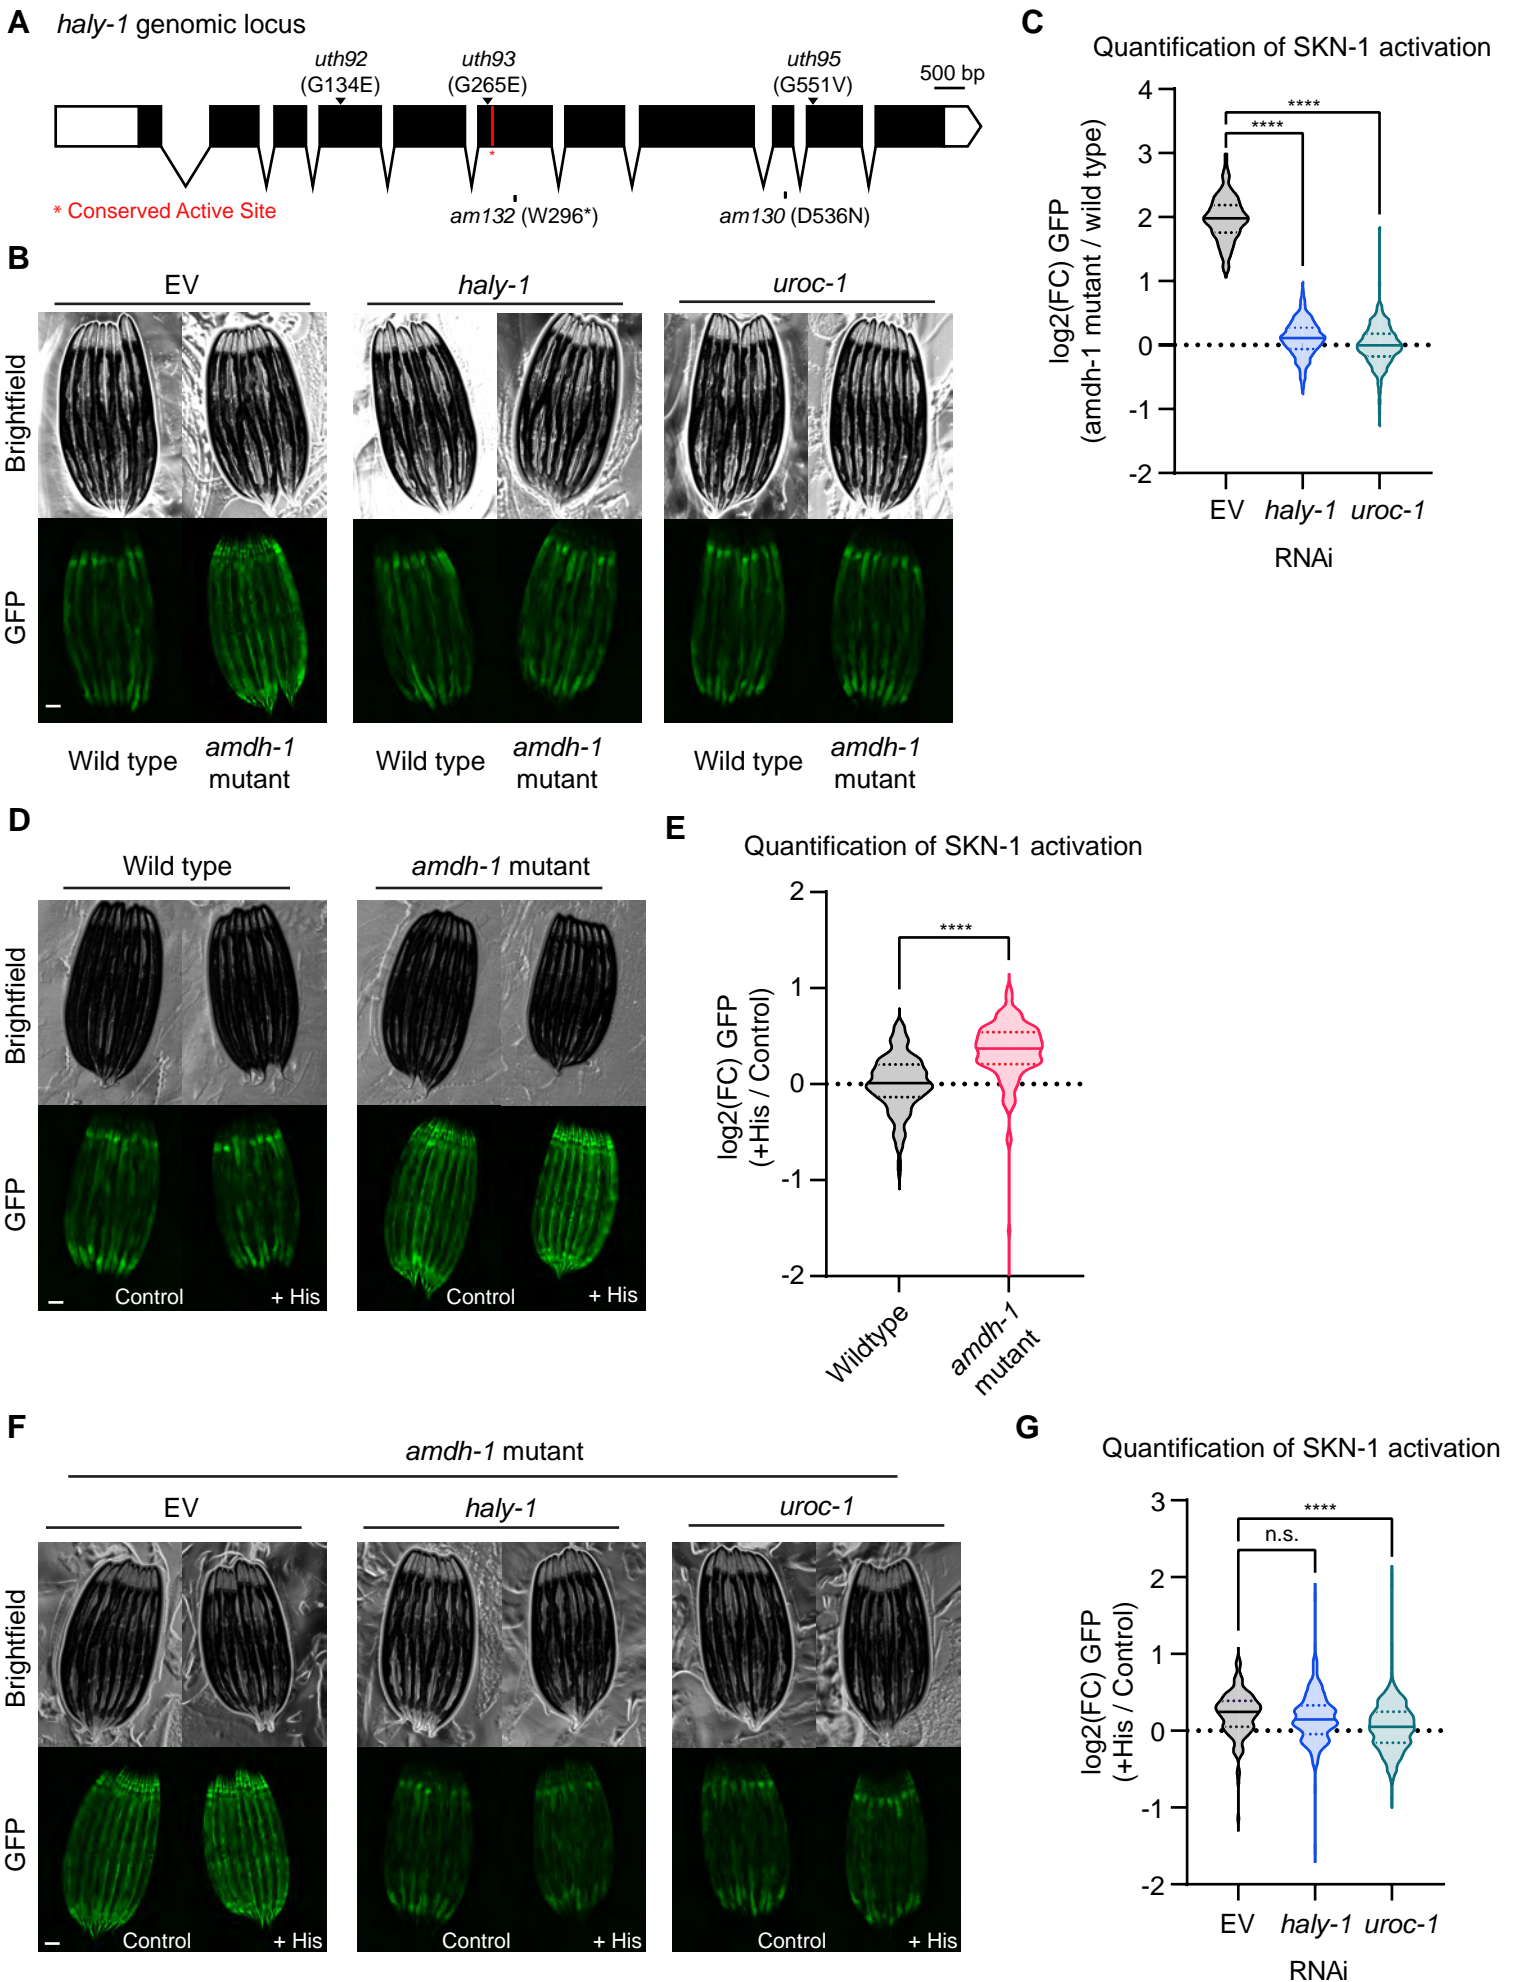 A
haly-1 genomic locus
uth92
(G134E)
uth93
(G265E)
uth95
(G551V)
500 bp
*
* Conserved Active Site
am132 (W296*)
am130 (D536N)
B
EV
haly-1
uroc-1
Brightfield
GFP
Wild type
amdh-1
mutant
Wild type
amdh-1
mutant
Wild type
amdh-1
mutant
C
Quantification of SKN-1 activation
log2(FC) GFP
(amdh-1 mutant / wild type)
4
3
2
1
0
-1
-2
****
****
EV
haly-1
uroc-1
RNAi
D
Wild type
amdh-1 mutant
Brightfield
GFP
Control
+ His
Control
+ His
E
Quantification of SKN-1 activation
log2(FC) GFP
(+His / Control)
2
1
0
-1
-2
****
Wildtype
amdh-1
mutant
F
amdh-1 mutant
EV
haly-1
uroc-1
Brightfield
GFP
Control
+ His
Control
+ His
Control
+ His
G
Quantification of SKN-1 activation
log2(FC) GFP
(+His / Control)
3
2
1
0
-1
-2
****
n.s.
EV
haly-1
uroc-1
RNAi